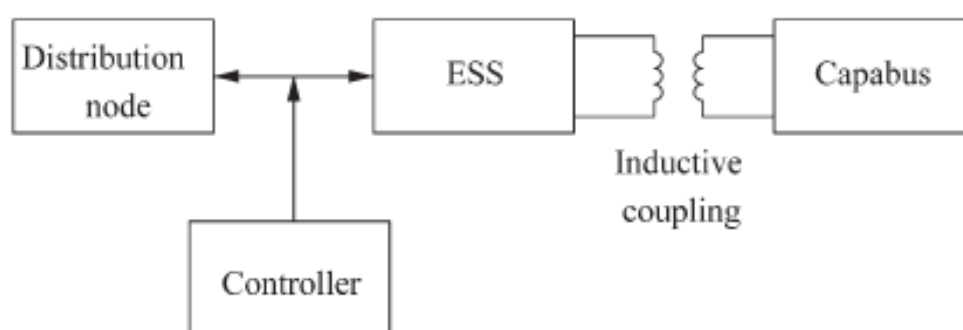 Distribution
node
ESS
Capabus
Inductive
coupling
Controller